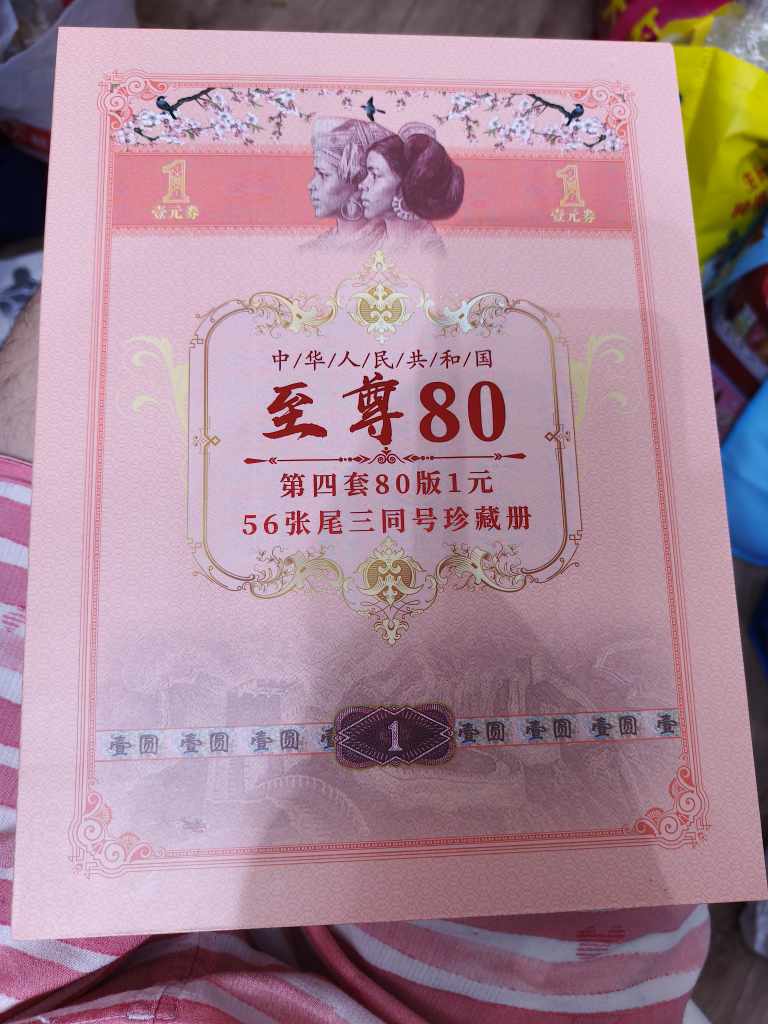 1 1
壹元券 壹元券
中/华/人/民/共/和/国
至尊80
第四套80版1元
56张尾三同号珍藏册
壹圆 壹圆 壹圆 壹 1 壹圆 壹圆 壹圆 壹